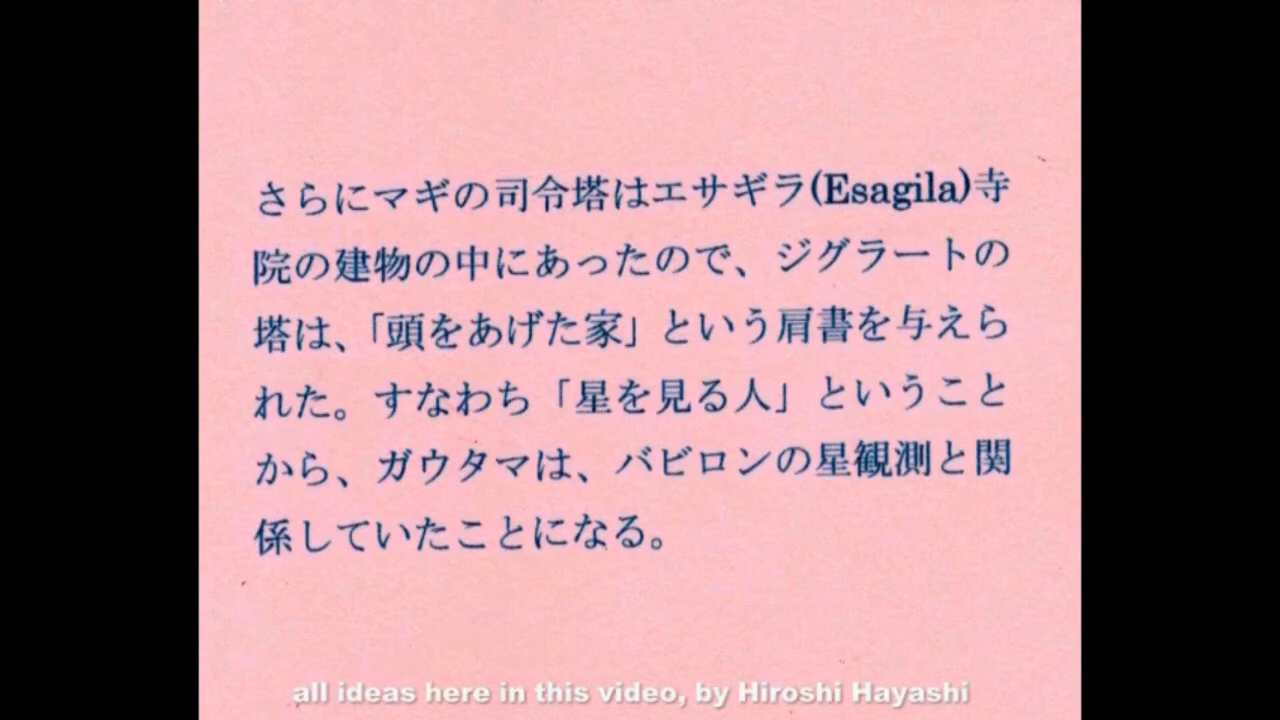 さらにマギの司令塔はエサギラ(Esagila)寺
院の建物の中にあったので、ジグラートの
塔は、「頭をあげた家」という肩書を与えら
れた。すなわち「星を見る人」ということ
から、ガウタマは、バビロンの星観測と関
係していたことになる。
all ideas here in this video, by Hiroshi Hayashi